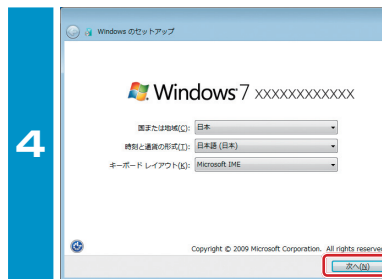 4
Windows のセットアップ
Windows 7 XXXXXXXXXXXX
国または地域(C): 日本
時刻と通貨の形式(T): 日本語 (日本)
キーボード レイアウト(K): Microsoft IME
Copyright © 2009 Microsoft Corporation. All rights reserve
次へ(N)